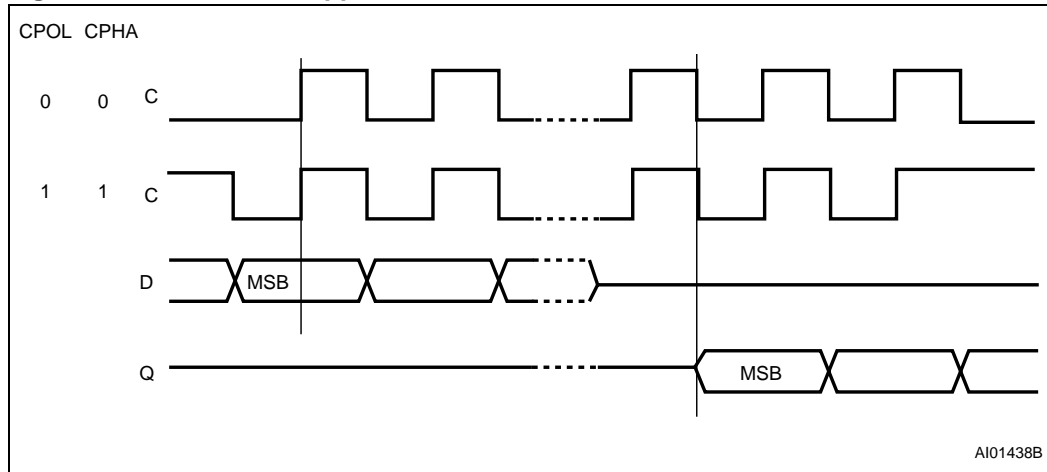 CPOL CPHA
0 0 C
1 1 C
D MSB
Q MSB
AI01438B